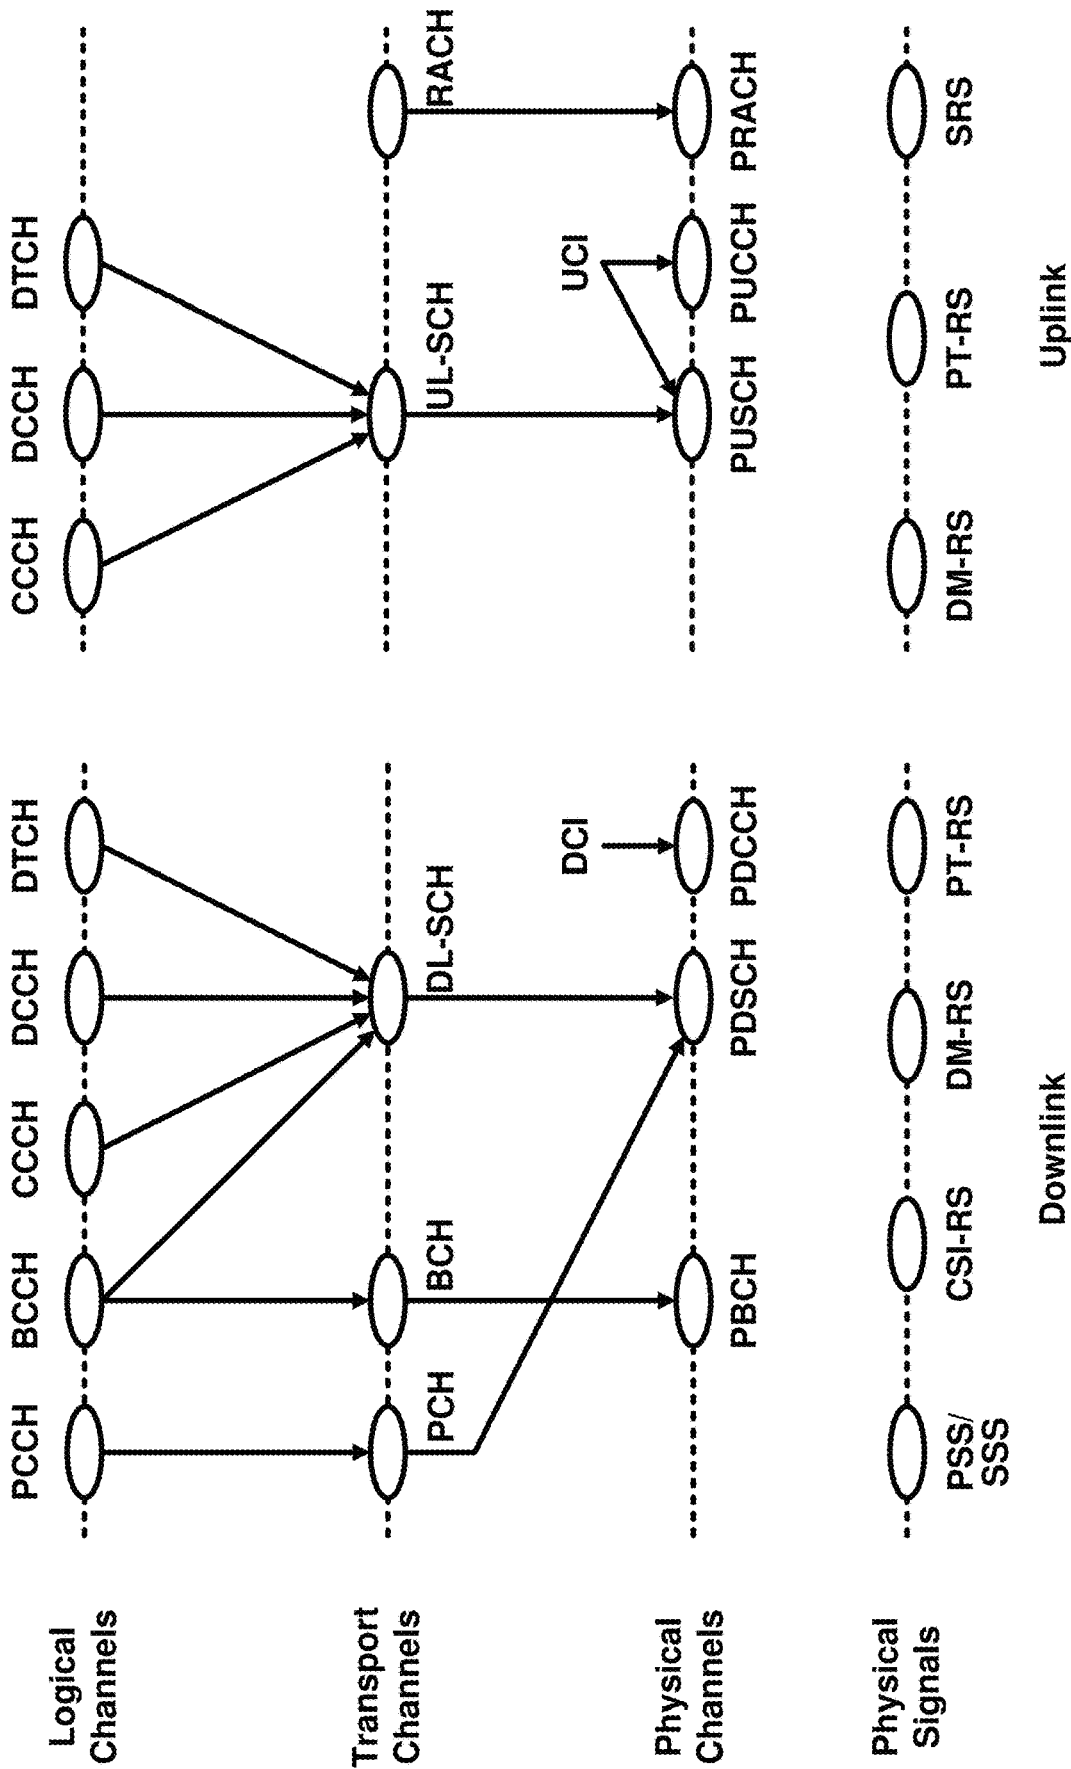 Logical
Channels
PCCH
BCCH
CCCH
DCCH
DTCH
CCCH
DCCH
DTCH
Transport
Channels
PCH
BCH
DL-SCH
UL-SCH
RACH
DCI
UCI
Physical
Channels
PBCH
PDSCH
PDCCH
PUSCH
PUCCH
PRACH
Physical
Signals
PSS/
SSS
CSI-RS
DM-RS
PT-RS
DM-RS
PT-RS
SRS
Downlink
Uplink